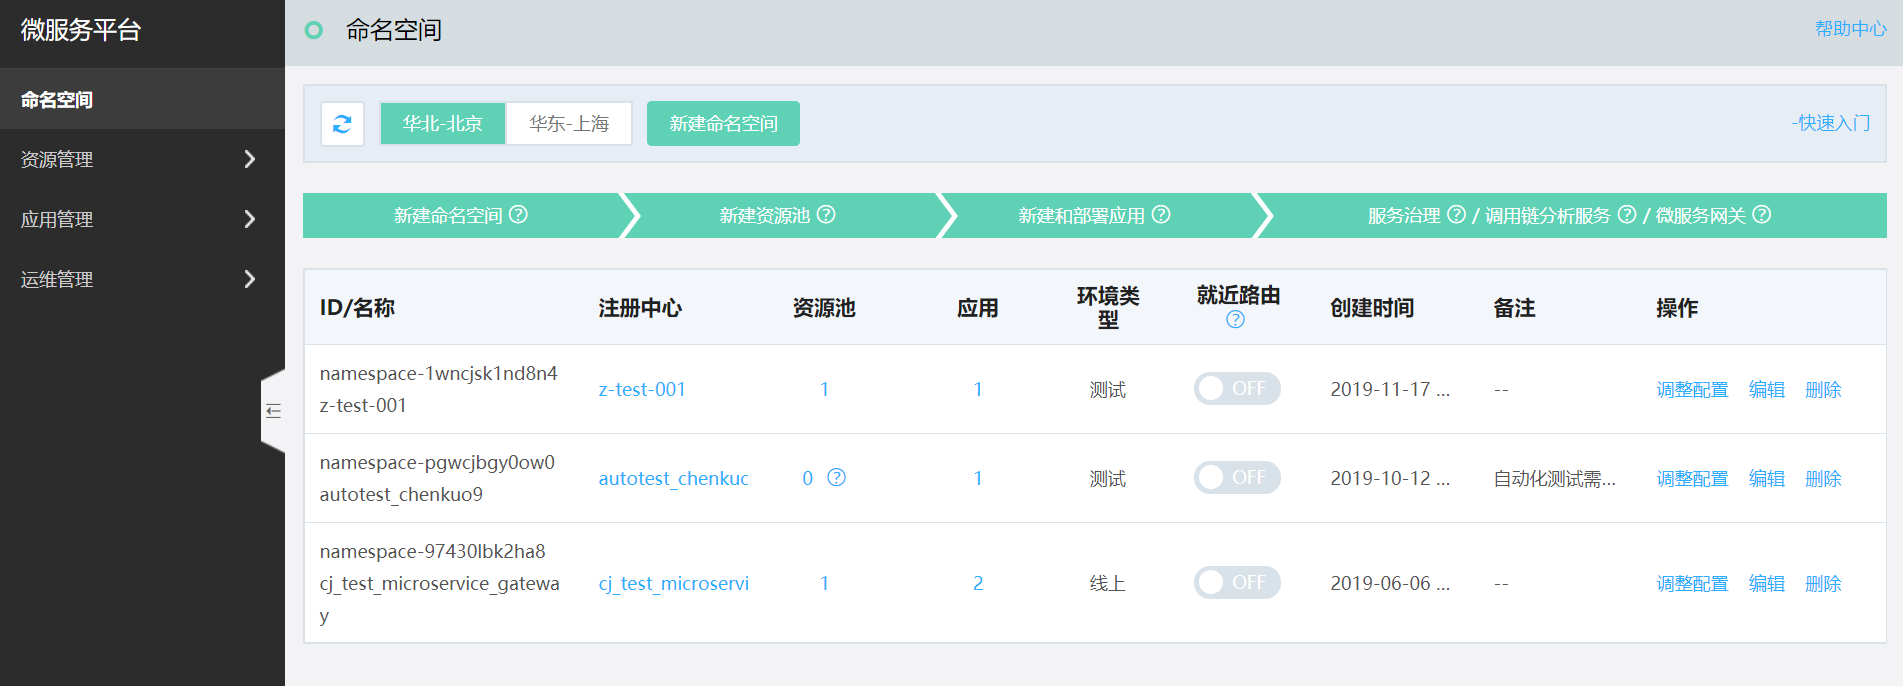 微服务平台
命名空间
资源管理
应用管理
运维管理
命名空间
帮助中心
华北-北京
华东-上海
新建命名空间
-快速入门
新建命名空间 ?
新建资源池 ?
新建和部署应用 ?
服务治理 ? / 调用链分析服务 ? / 微服务网关 ?
ID/名称 注册中心 资源池 应用 环境类型 就近路由 ? 创建时间 备注 操作
namespace-1wncjsk1nd8n4
z-test-001
z-test-001 1 1 测试 OFF 2019-11-17 ... -- 调整配置 编辑 删除
namespace-pgwcjbgy0ow0
autotest_chenkuo9
autotest_chenkuc 0 ? 1 测试 OFF 2019-10-12 ... 自动化测试需... 调整配置 编辑 删除
namespace-97430lbk2ha8
cj_test_microservice_gatewa
y
cj_test_microservi 1 2 线上 OFF 2019-06-06 ... -- 调整配置 编辑 删除